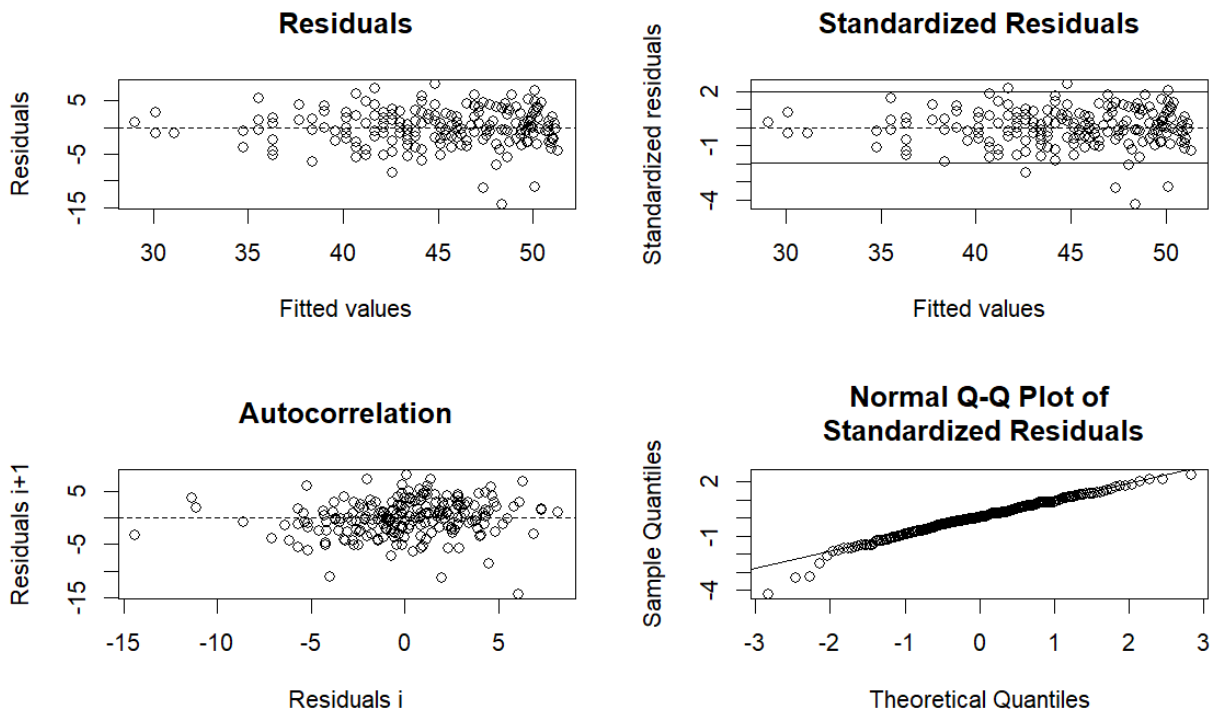 Residuals
Residuals
5
-5
-15
30 35 40 45 50
Fitted values
Standardized Residuals
Standardized residuals
2
-1
-4
30 35 40 45 50
Fitted values
Autocorrelation
Residuals i+1
5
-5
-15
-15 -10 -5 0 5
Residuals i
Normal Q-Q Plot of
Standardized Residuals
Sample Quantiles
2
-1
-4
-3 -2 -1 0 1 2 3
Theoretical Quantiles